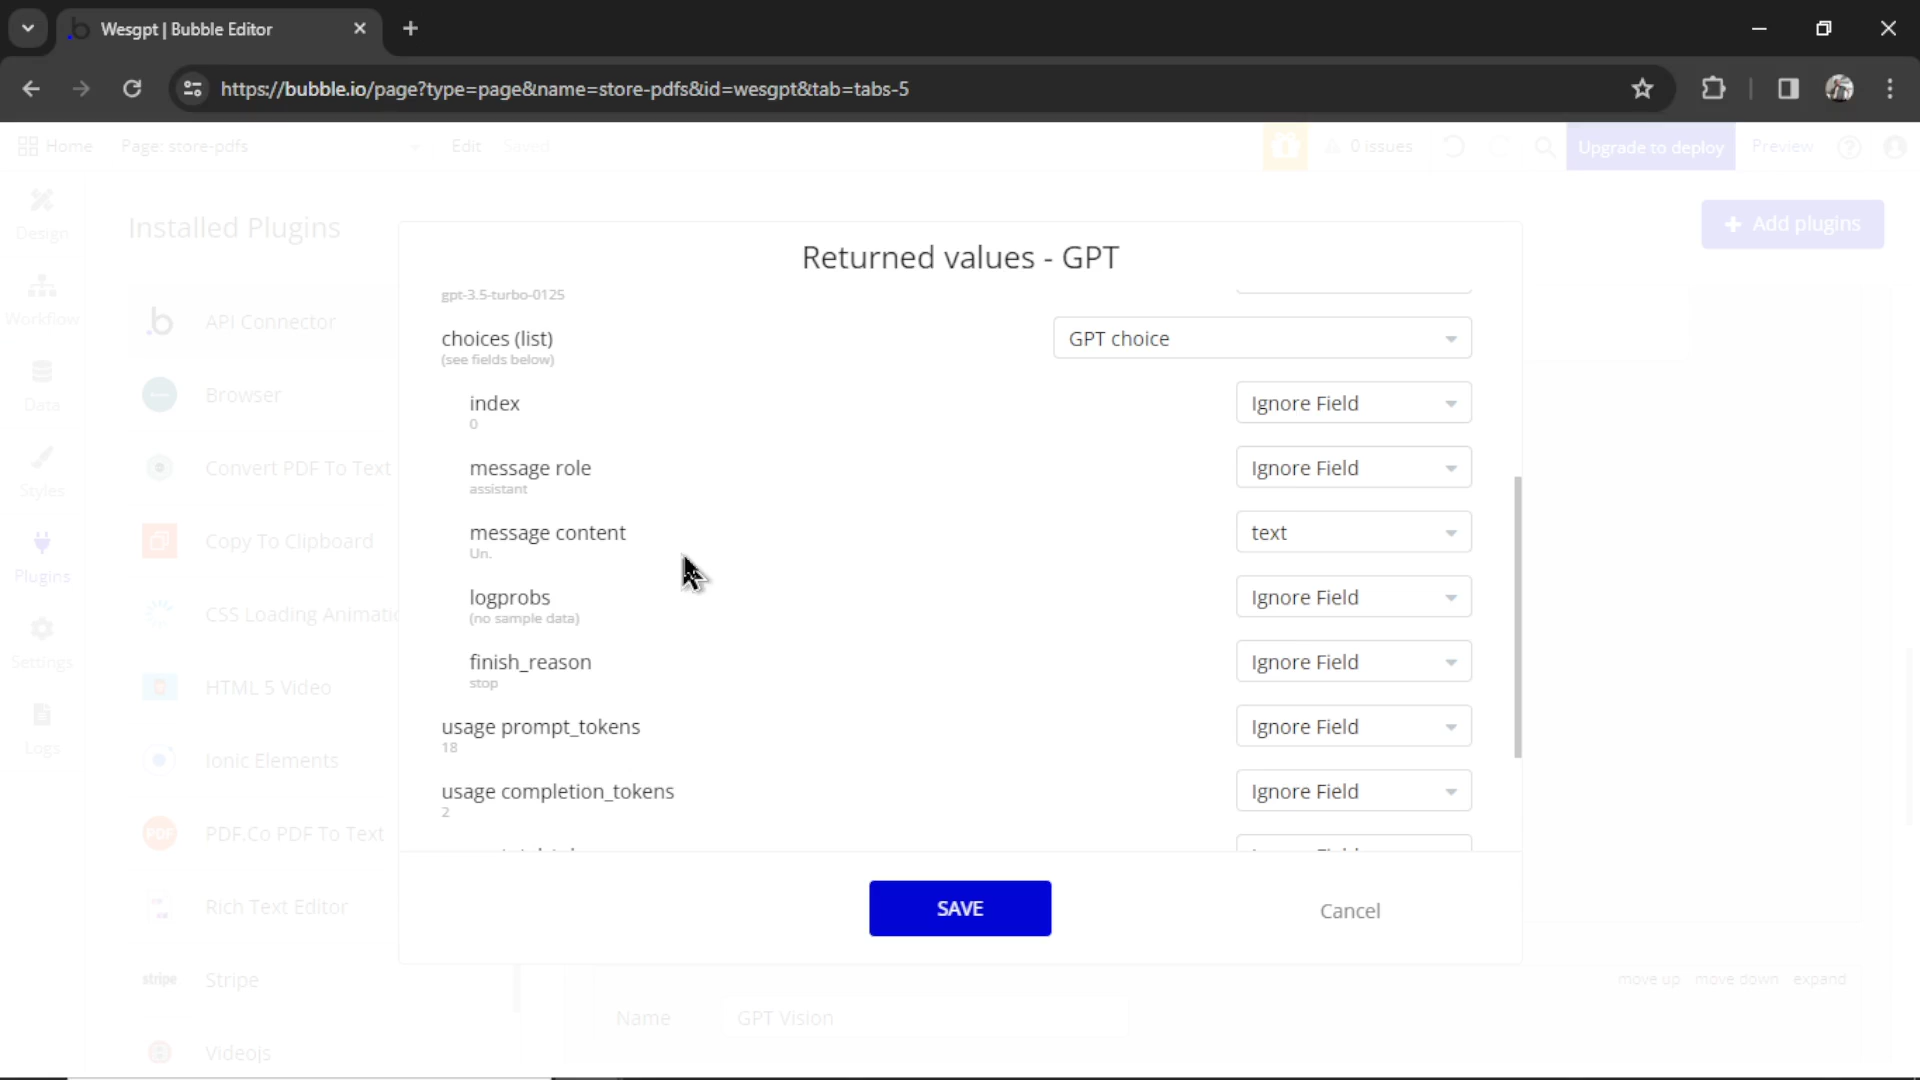 Wesgpt | Bubble Editor
https://bubble.io/page?type=page&name=store-pdfs&id=wesgpt&tab=tabs-5
Home
Page: store-pdfs
Edit
Saved
0 issues
Upgrade to deploy
Preview
Design
Workflow
Data
Styles
Plugins
Settings
Logs
Installed Plugins
Add plugins
API Connector
Browser
Convert PDF To Text
Copy To Clipboard
CSS Loading Animatic
HTML 5 Video
Ionic Elements
PDF.Co PDF To Text
Rich Text Editor
stripe Stripe
Videojs
Returned values - GPT
gpt-3.5-turbo-0125
choices (list)
GPT choice
(see fields below)
index
Ignore Field
0
message role
Ignore Field
assistant
message content
text
Un.
logprobs
Ignore Field
(no sample data)
finish_reason
Ignore Field
stop
usage prompt_tokens
Ignore Field
18
usage completion_tokens
Ignore Field
2
SAVE
Cancel
move up move down expand
Name
GPT Vision